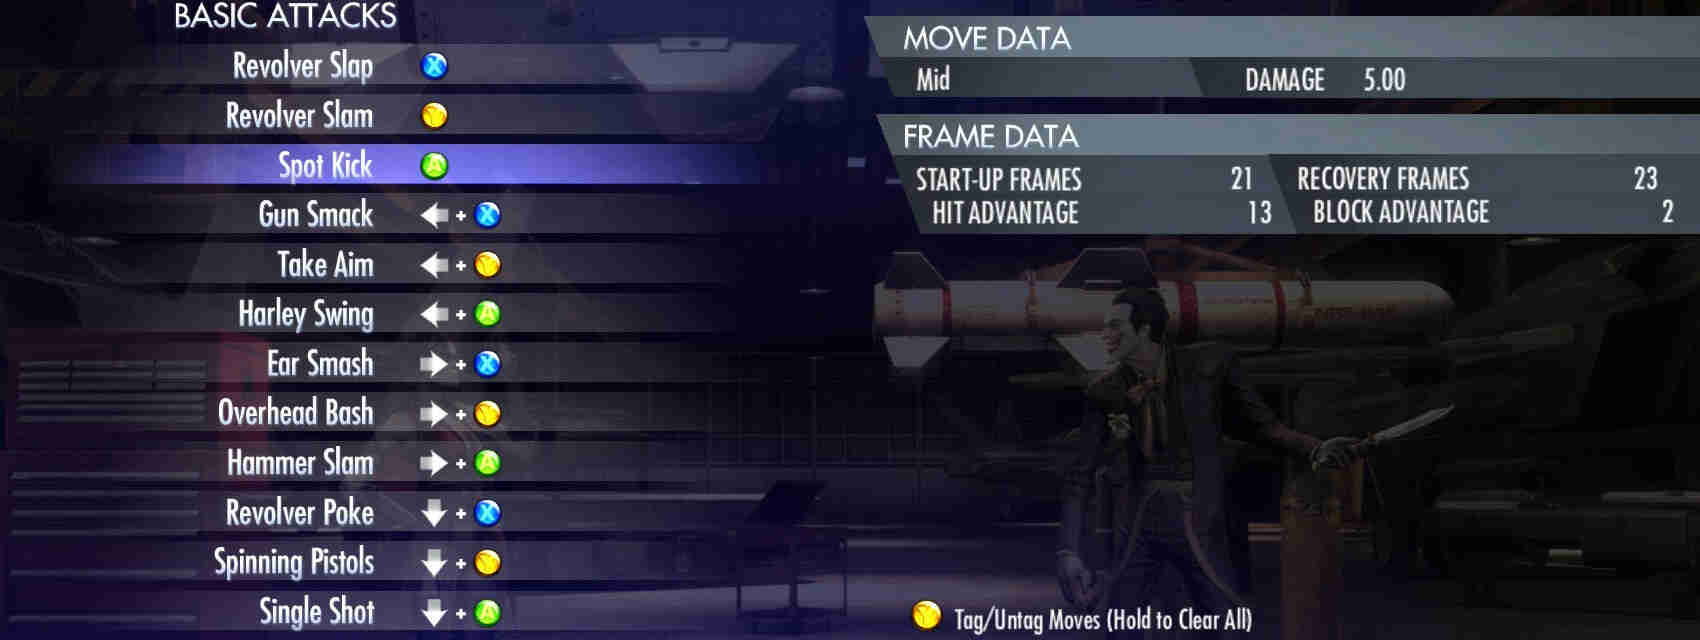 BASIC ATTACKS
Revolver Slap X
Revolver Slam Y
Spot Kick A
Gun Smack + X
Take Aim + Y
Harley Swing + A
Ear Smash + X
Overhead Bash + Y
Hammer Slam + A
Revolver Poke + X
Spinning Pistols + Y
Single Shot + A
MOVE DATA
Mid DAMAGE 5.00
FRAME DATA
START-UP FRAMES 21 RECOVERY FRAMES 23
HIT ADVANTAGE 13 BLOCK ADVANTAGE 2
Y Tag/Untag Moves (Hold to Clear All)